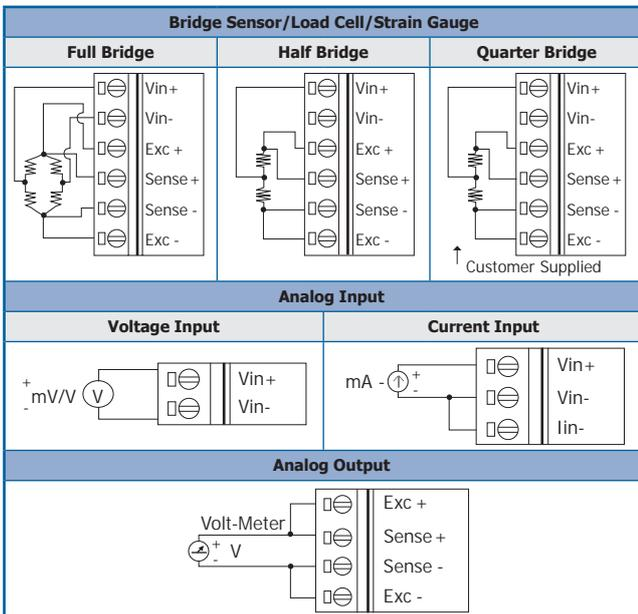 Bridge Sensor/Load Cell/Strain Gauge
Full Bridge
Half Bridge
Quarter Bridge
Vin+
Vin-
Exc +
Sense+
Sense -
Exc -
Vin+
Vin-
Exc +
Sense+
Sense -
Exc -
Vin+
Vin-
Exc +
Sense+
Sense -
Exc -
Customer Supplied
Analog Input
Voltage Input
Current Input
+
mV/V
-
V
Vin+
Vin-
mA -
+
-
Vin+
Vin-
Iin-
Analog Output
Volt-Meter
+
- V
Exc +
Sense+
Sense -
Exc -